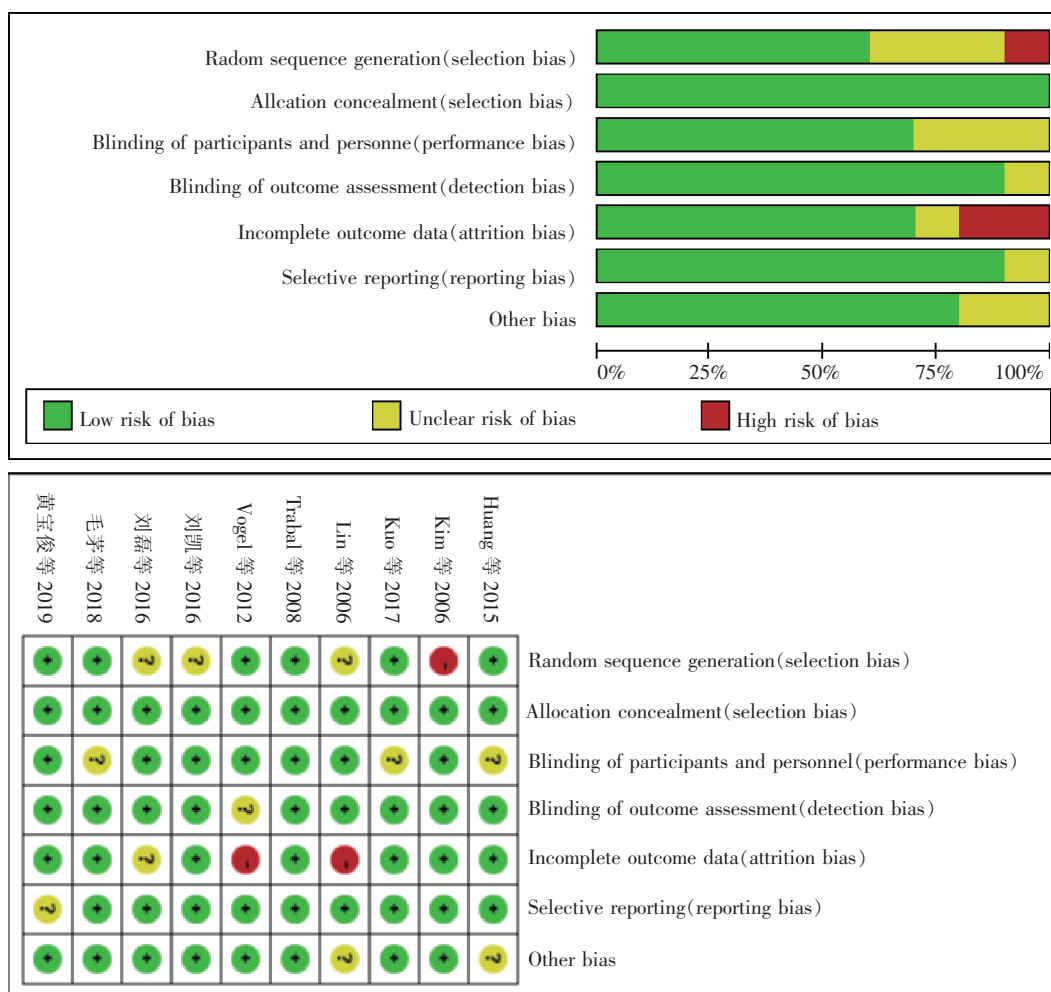 Radom sequence generation(selection bias)
Allcation concealment(selection bias)
Blinding of participants and personne(performance bias)
Blinding of outcome assessment(detection bias)
Incomplete outcome data(attrition bias)
Selective reporting(reporting bias)
Other bias
0% 25% 50% 75% 100%
Low risk of bias Unclear risk of bias High risk of bias
黄宝俊等 2019
毛茅等 2018
刘磊等 2016
刘凯等 2016
Vogel 等 2012
Trabal 等 2008
Lin 等 2006
Kuo 等 2017
Kim 等 2006
Huang 等 2015
+ + ? ? + + ? + - + Random sequence generation(selection bias)
+ + + + + + + + + + Allocation concealment(selection bias)
+ ? + + + + + ? + ? Blinding of participants and personnel(performance bias)
+ + + + ? + + + + + Blinding of outcome assessment(detection bias)
+ + ? + - + - + + + Incomplete outcome data(attrition bias)
? + + + + + + + + + Selective reporting(reporting bias)
+ + + + + + ? + + ? Other bias